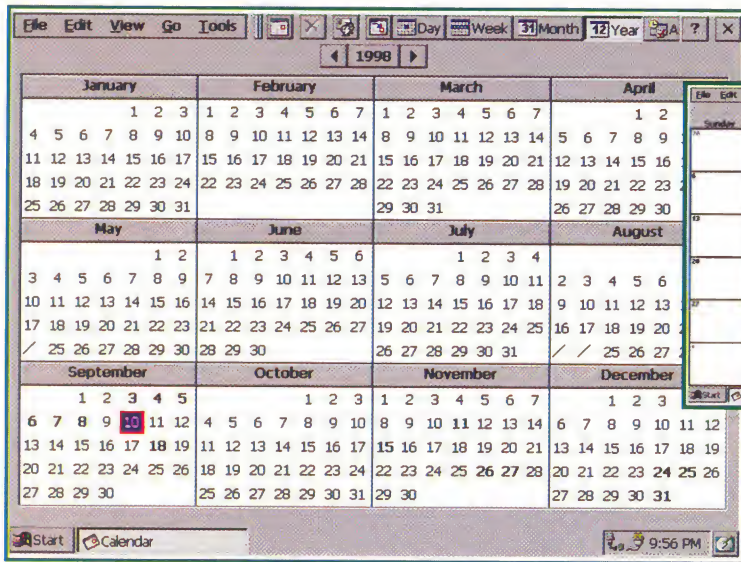 File Edit View Go Tools Day Week 31 Month 12 Year A ?
1998
January February March April
1 2 3 1 2 3 4 5 6 7 1 2 3 4 5 6 7 1 2
4 5 6 7 8 9 10 8 9 10 11 12 13 14 8 9 10 11 12 13 14 5 6 7 8 9
11 12 13 14 15 16 17 15 16 17 18 19 20 21 15 16 17 18 19 20 21 12 13 14 15 16
18 19 20 21 22 23 24 22 23 24 25 26 27 28 22 23 24 25 26 27 28 19 20 21 22 23
25 26 27 28 29 30 31 29 30 31 26 27 28 29 30
May June July August
1 2 1 2 3 4 5 6 1 2 3 4
3 4 5 6 7 8 9 7 8 9 10 11 12 13 5 6 7 8 9 10 11 2 3 4 5 6
10 11 12 13 14 15 16 14 15 16 17 18 19 20 12 13 14 15 16 17 18 9 10 11 12 13
17 18 19 20 21 22 23 21 22 23 24 25 26 27 19 20 21 22 23 24 25 16 17 18 19 20
/ 25 26 27 28 29 30 28 29 30 26 27 28 29 30 31 / / 25 26 27
September October November December
1 2 3 4 5 1 2 3 1 2 3 4 5 6 7 1 2 3
6 7 8 9 10 11 12 4 5 6 7 8 9 10 8 9 10 11 12 13 14 6 7 8 9 10 11 12
13 14 15 16 17 18 19 11 12 13 14 15 16 17 15 16 17 18 19 20 21 13 14 15 16 17 18 19
20 21 22 23 24 25 26 18 19 20 21 22 23 24 22 23 24 25 26 27 28 20 21 22 23 24 25 26
27 28 29 30 25 26 27 28 29 30 31 29 30 27 28 29 30 31
Start Calendar 9:56 PM
File Edit
Sunday
6
13
20
27
Start